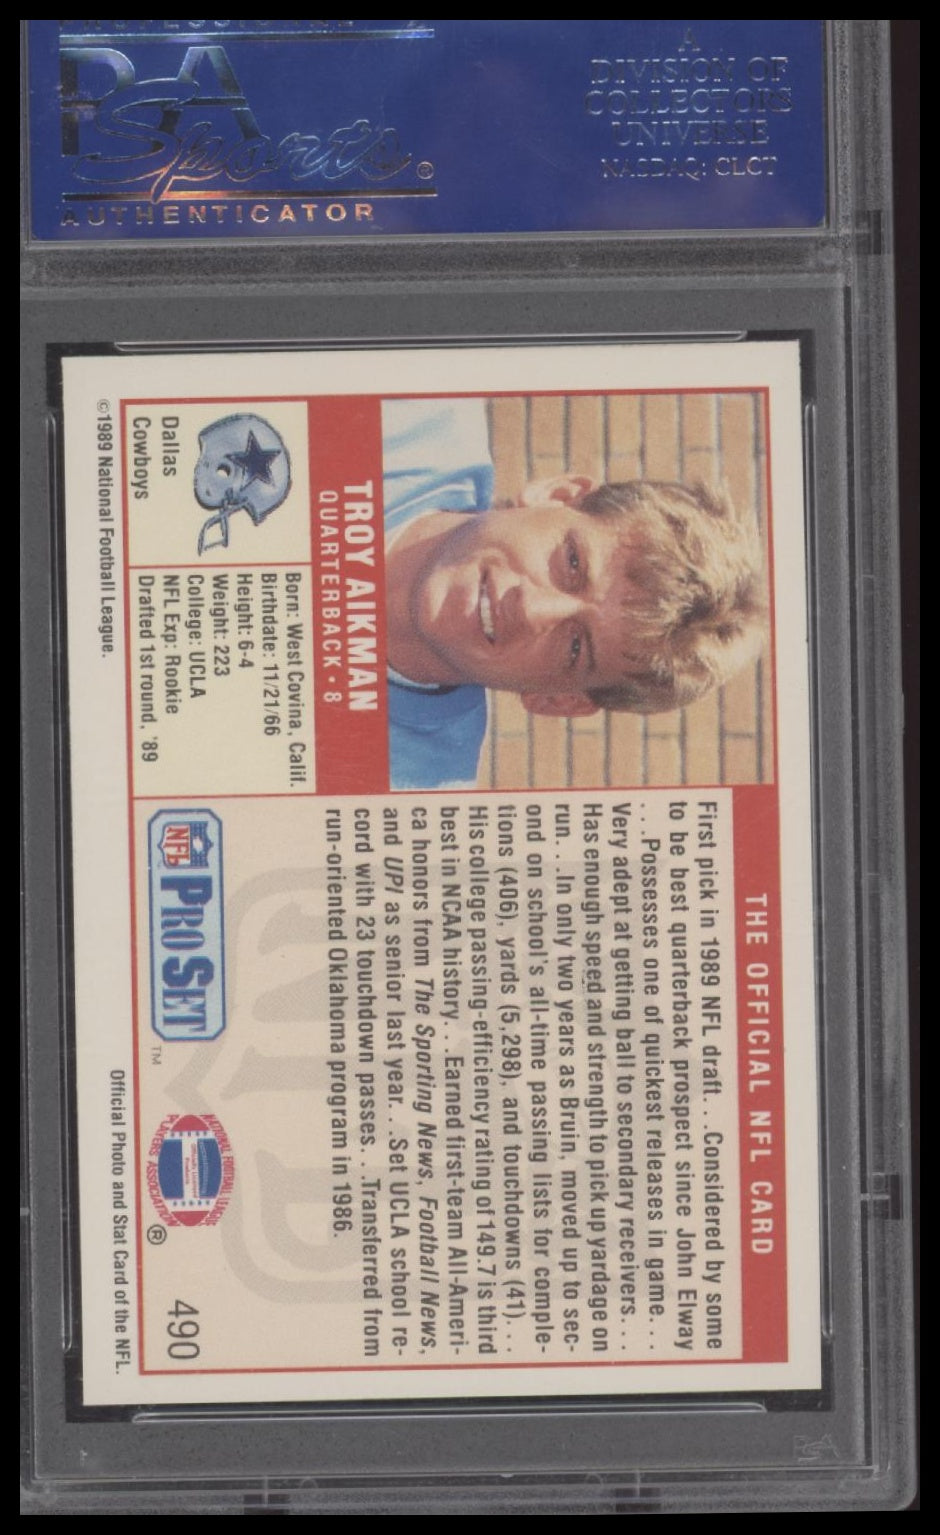 PSA
Sports®
AUTHENTICATOR
A
DIVISION OF
COLLECTORS
UNIVERSE
NASDAQ: CLCT
THE OFFICIAL NFL CARD
TROY AIKMAN
QUARTERBACK • 8
Dallas
Cowboys
Born: West Covina, Calif.
Birthdate: 11/21/66
Height: 6-4
Weight: 223
College: UCLA
NFL Exp: Rookie
Drafted 1st round, '89
First pick in 1989 NFL draft. . .Considered by some
to be best quarterback prospect since John Elway
. . .Possesses one of quickest releases in game. . .
Very adept at getting ball to secondary receivers. . .
Has enough speed and strength to pick up yardage on
run. . .In only two years as Bruin, moved up to sec-
ond on school's all-time passing lists for comple-
tions (406), yards (5,298), and touchdowns (41). . .
His college passing-efficiency rating of 149.7 is third
best in NCAA history. . .Earned first-team All-Ameri-
ca honors from The Sporting News, Football News,
and UPI as senior last year. . .Set UCLA school re-
cord with 23 touchdown passes. . .Transferred from
run-oriented Oklahoma program in 1986.
NFL PRO SET ™
NATIONAL FOOTBALL LEAGUE
PLAYERS ASSOCIATION
®
490
©1989 National Football League.
Official Photo and Stat Card of the NFL.
PSA